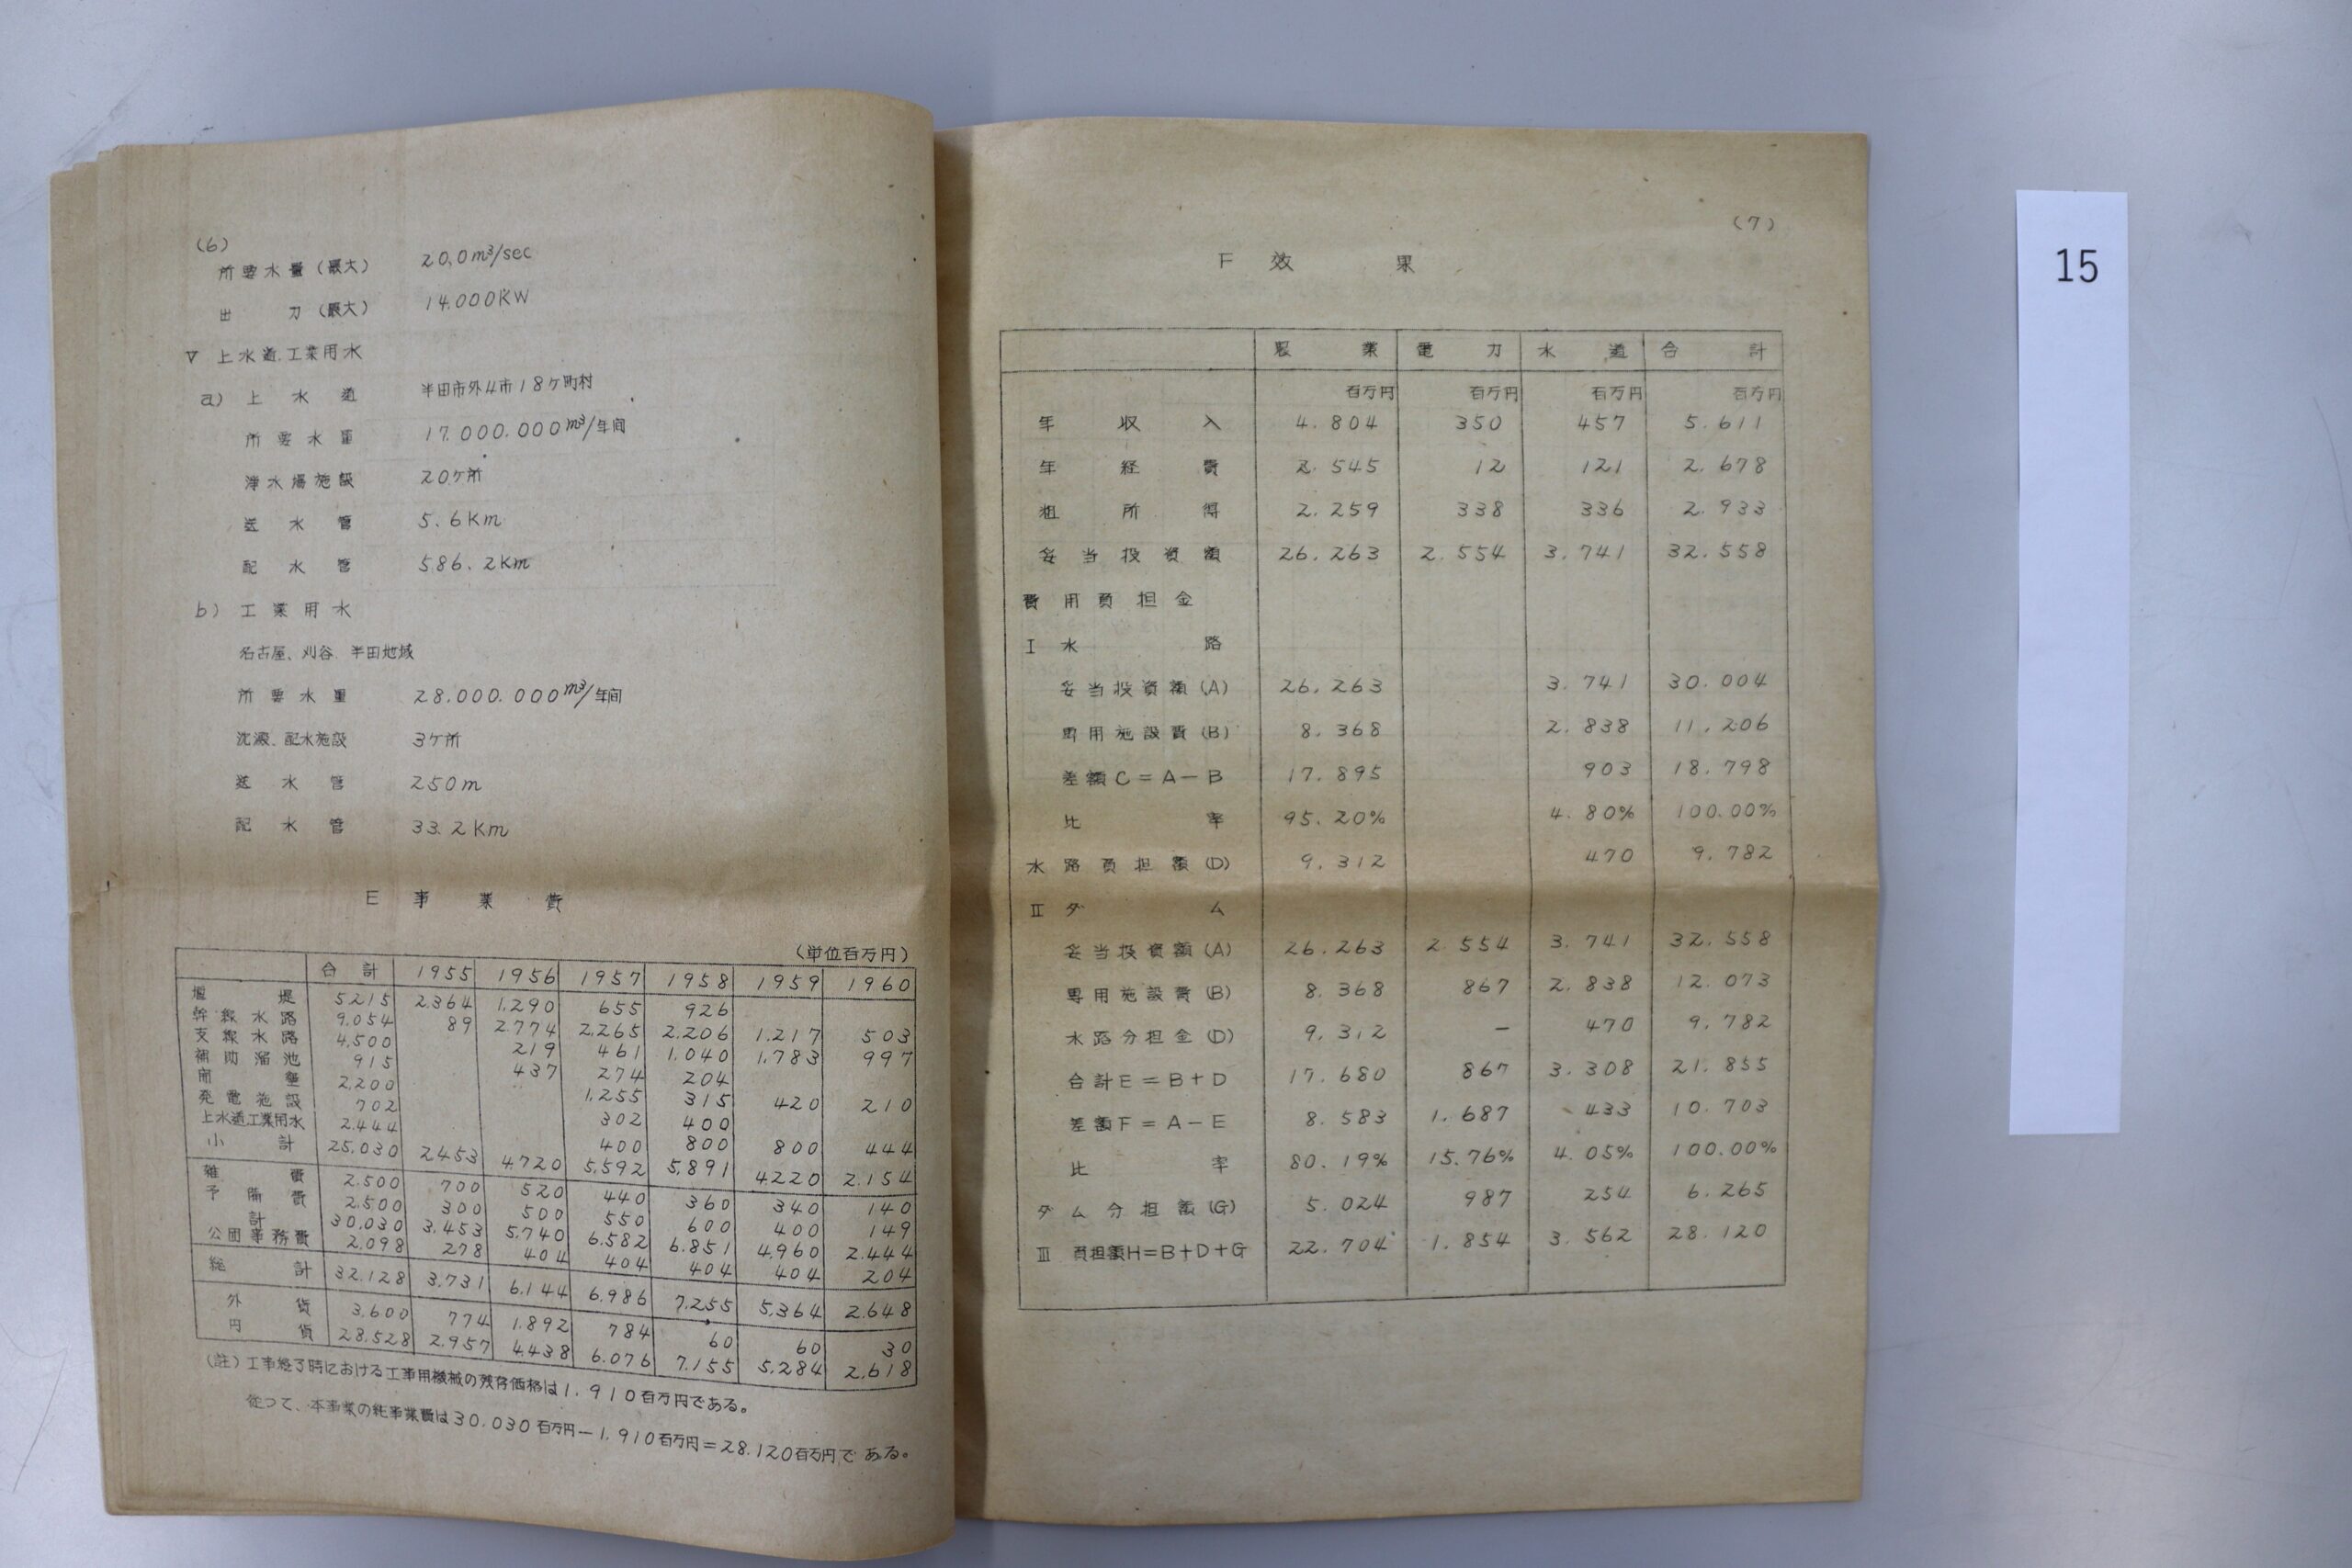 (6)
所要水量(最大) 20.0m³/sec
出力(最大) 14.000KW
V 上水道.工業用水
a) 上水道 半田市外4市18ヶ町村
所要水量 17.000.000m³/年間
浄水場施設 20ヶ所
送水管 5.6Km
配水管 586.2Km
b) 工業用水
名古屋、刈谷、半田地域
所要水量 28.000.000m³/年間
沈澱、配水施設 3ヶ所
送水管 250m
配水管 33.2Km
E 事業費
(単位百万円)
合計 1955 1956 1957 1958 1959 1960
堰堤 5215 2.364 1.290 655 926
幹線水路 9.054 89 2.774 2.265 2.206 1.217 503
支線水路 4.500 219 461 1.040 1.783 997
補助溜池 915 437 274 204
開墾 2.200 1.255 315 420 210
発電施設 702 302 400
上水道工業用水 2.444 400 800 800 444
小計 25.030 2.453 4720 5.592 5.891 4220 2.154
雑費 2.500 700 520 440 360 340 140
予備費 2.500 300 500 550 600 400 149
計 30.030 3.453 5.740 6.582 6.851 4.960 2.444
公団事務費 2.098 278 404 404 404 404 204
総計 32.128 3.731 6.144 6.986 7.255 5.364 2.648
外貨 3.600 774 1.892 784 60 60 30
円貨 28.528 2.957 4.438 6.076 7.155 5.284 2.618
(註)工事終了時における工事用機械の残存価格は1.910百万円である。
従つて、本事業の純事業費は30.030百万円−1.910百万円=28.120百万円である。
(7)
F 効果
農業 電力 水道 合計
百万円 百万円 百万円 百万円
年収入 4.804 350 457 5.611
年経費 2.545 12 121 2.678
粗所得 2.259 338 336 2.933
妥当投資額 26.263 2.554 3.741 32.558
費用負担金
I 水路
妥当投資額(A) 26.263 3.741 30.004
専用施設費(B) 8.368 2.838 11.206
差額C=A−B 17.895 903 18.798
比率 95.20% 4.80% 100.00%
水路負担額(D) 9.312 470 9.782
II ダム
妥当投資額(A) 26.263 2.554 3.741 32.558
専用施設費(B) 8.368 867 2.838 12.073
水路分担金(D) 9.312 − 470 9.782
合計E=B+D 17.680 867 3.308 21.855
差額F=A−E 8.583 1.687 433 10.703
比率 80.19% 15.76% 4.05% 100.00%
ダム分担額(G) 5.024 987 254 6.265
III 負担額H=B+D+G 22.704 1.854 3.562 28.120
15